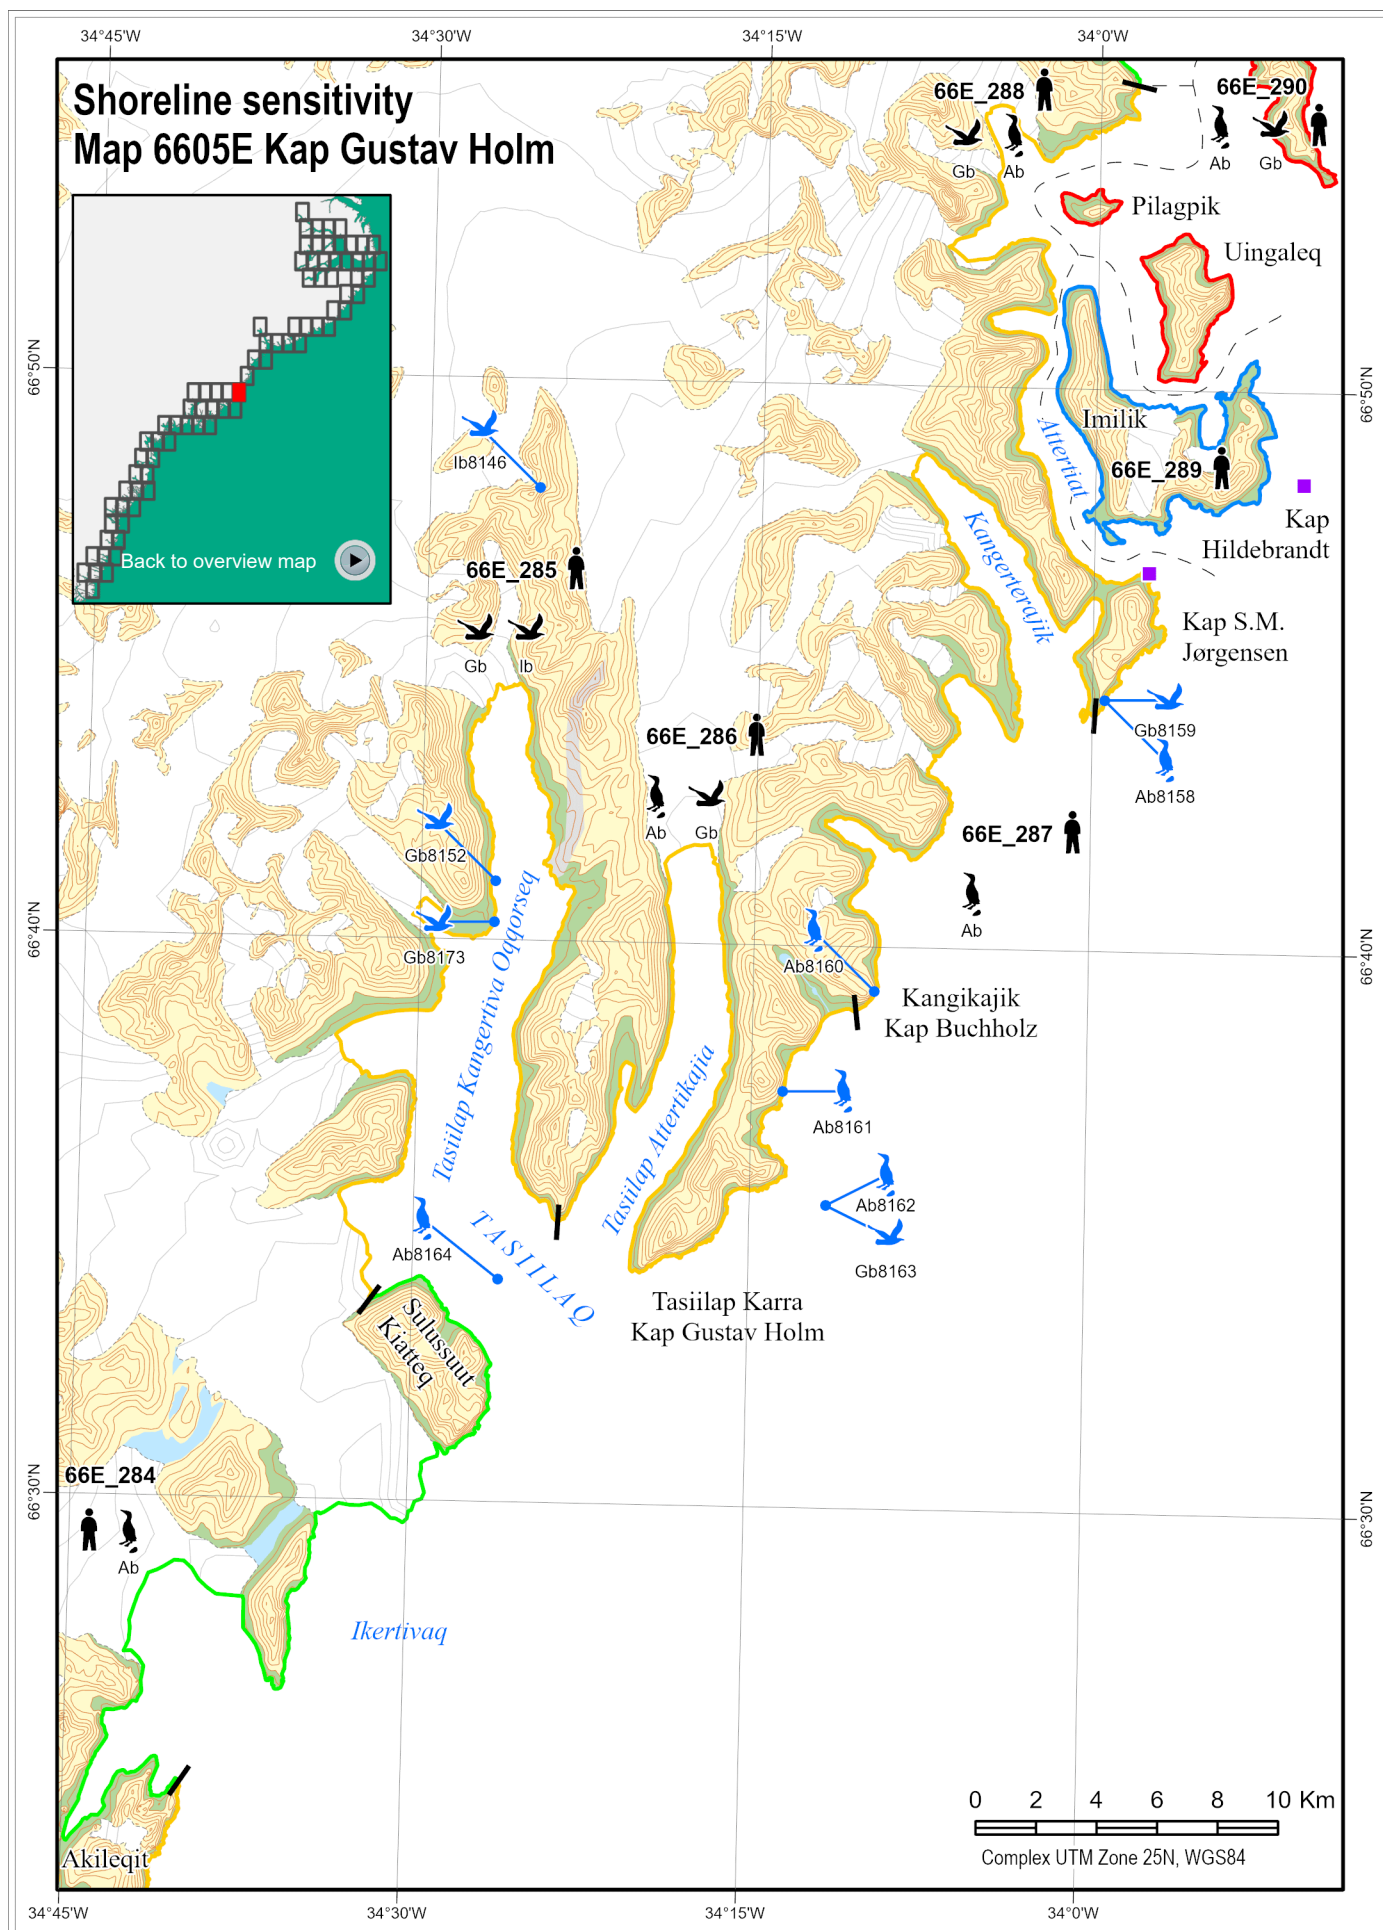 34°45'W
34°30'W
34°15'W
34°0'W
Shoreline sensitivity
Map 6605E Kap Gustav Holm
Back to overview map
66E_288
Gb
Ab
66E_290
Ab
Gb
Pilagpik
Uingaleq
66°50'N
66°50'N
Imilik
Attertiat
66E_289
Kap
Hildebrandt
Ib8146
Kangerterajik
66E_285
Gb
Ib
Kap S.M.
Jørgensen
Gb8159
Ab8158
66E_286
Ab
Gb
66E_287
Ab
Gb8152
Gb8173
66°40'N
66°40'N
Tasiilap Kangertiva Oqqorseq
Ab8160
Kangikajik
Kap Buchholz
Tasiilap Attertikajia
Ab8161
Ab8162
Gb8163
Ab8164
TASIILAQ
Tasiilap Karra
Kap Gustav Holm
Sulussuut
Kiatteq
66E_284
Ab
66°30'N
66°30'N
Ikertivaq
Akileqit
0 2 4 6 8 10 Km
Complex UTM Zone 25N, WGS84
34°45'W
34°30'W
34°15'W
34°0'W